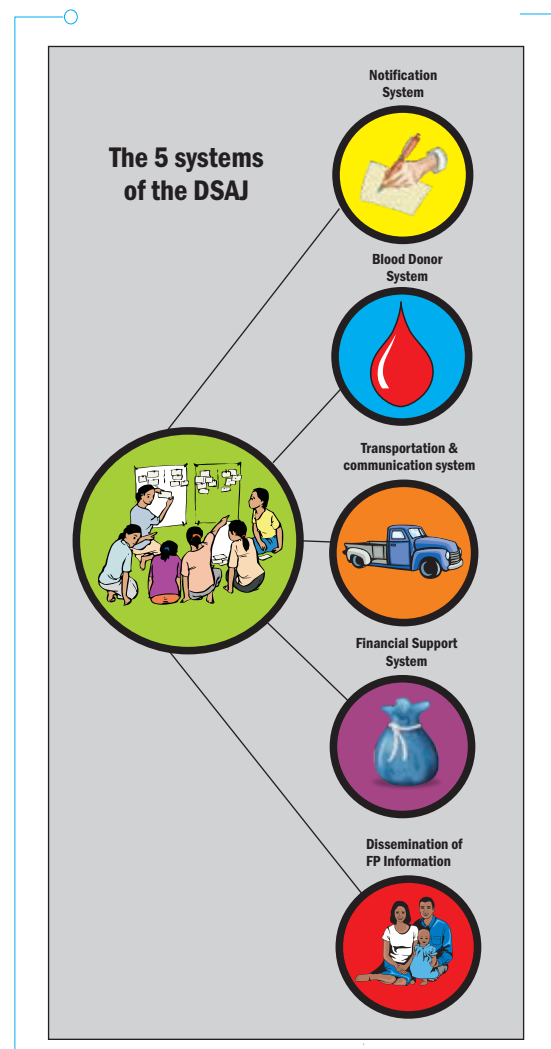 Notification
System
The 5 systems
of the DSAJ
Blood Donor
System
Transportation &
communication system
Financial Support
System
Dissemination of
FP Information